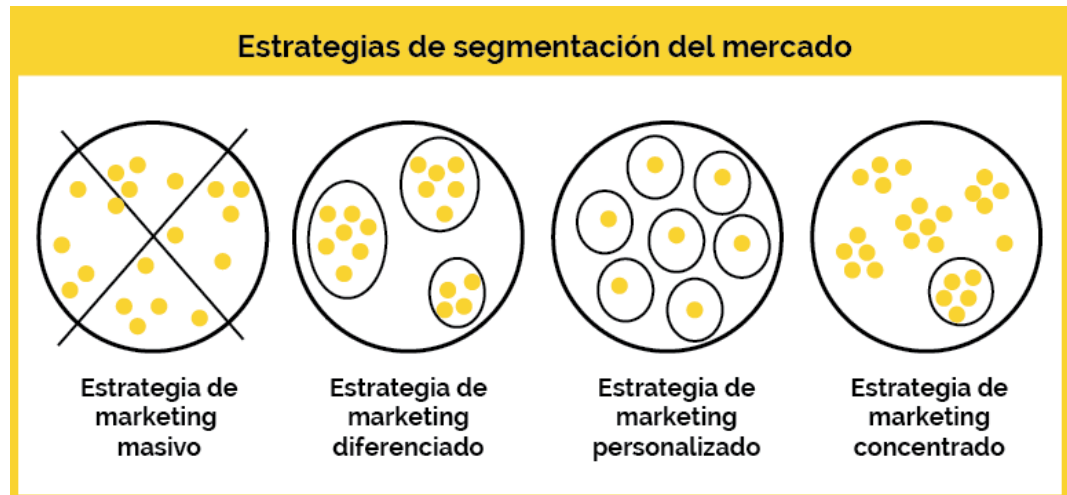 Estrategias de segmentación del mercado
Estrategia de
marketing
masivo
Estrategia de
marketing
diferenciado
Estrategia de
marketing
personalizado
Estrategia de
marketing
concentrado